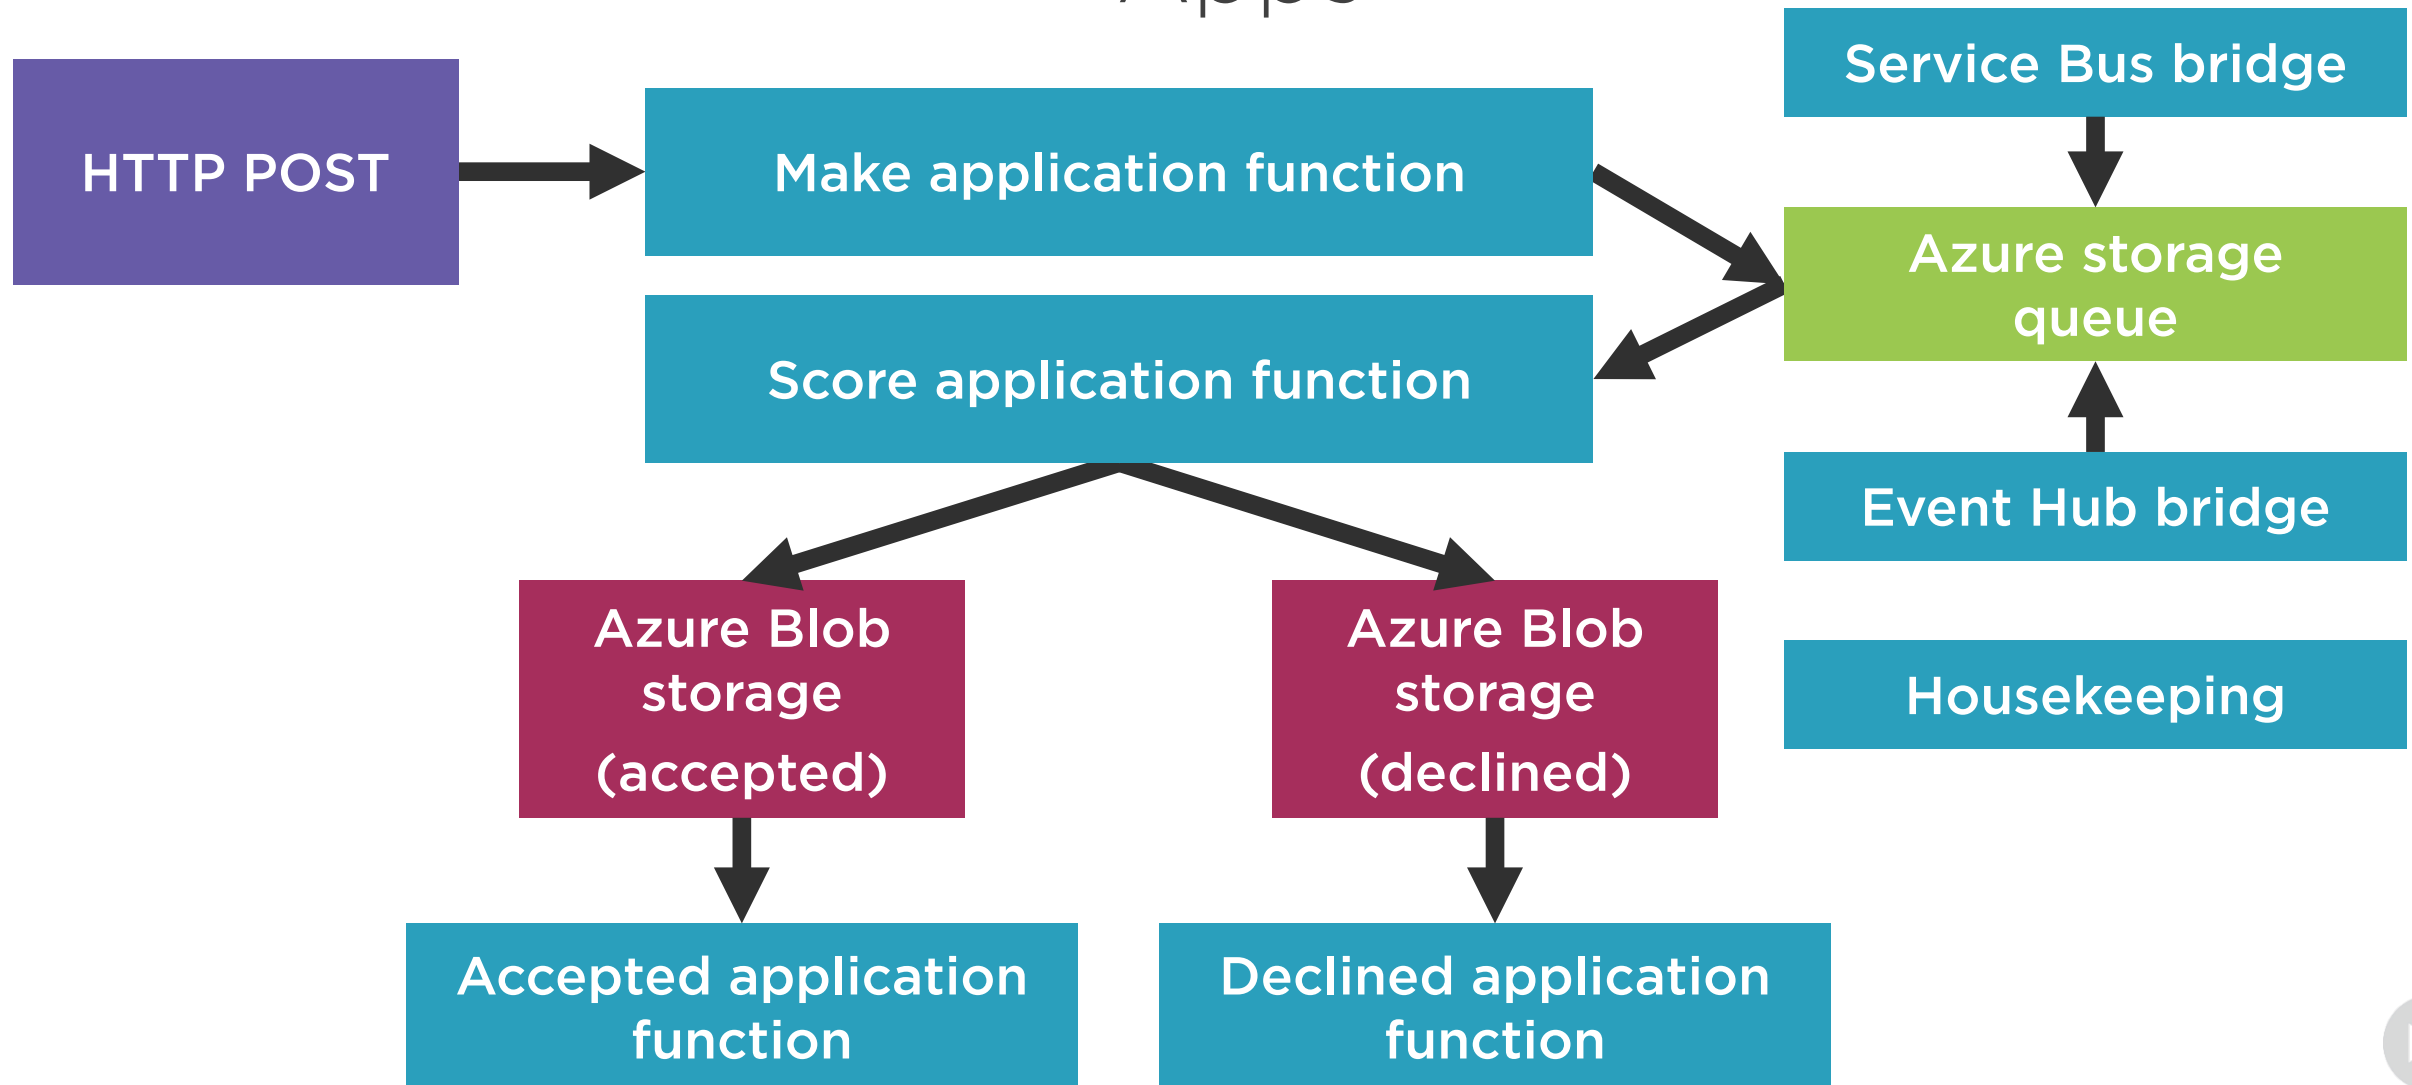 HTTP POST
Make application function
Service Bus bridge
Azure storage
queue
Score application function
Event Hub bridge
Azure Blob
storage
(accepted)
Azure Blob
storage
(declined)
Housekeeping
Accepted application
function
Declined application
function